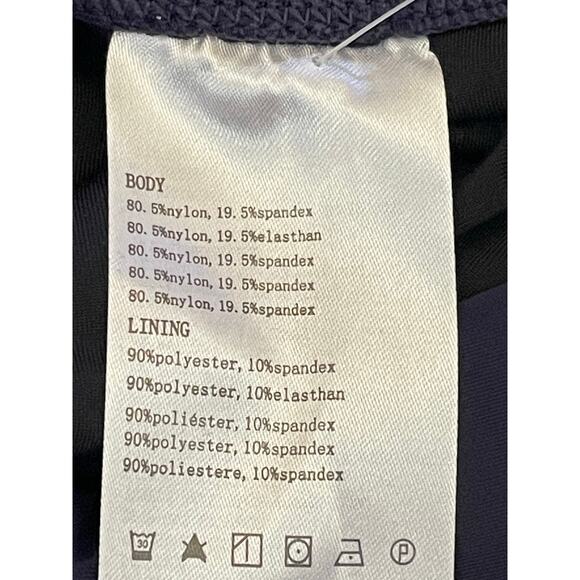 BODY
80. 5%nylon, 19. 5%spandex
80. 5%nylon, 19. 5%elasthan
80. 5%nylon, 19. 5%spandex
80. 5%nylon, 19. 5%spandex
80. 5%nylon, 19. 5%spandex
LINING
90%polyester, 10%spandex
90%polyester, 10%elasthan
90%poliéster, 10%spandex
90%polyester, 10%spandex
90%poliestere, 10%spandex
30 P